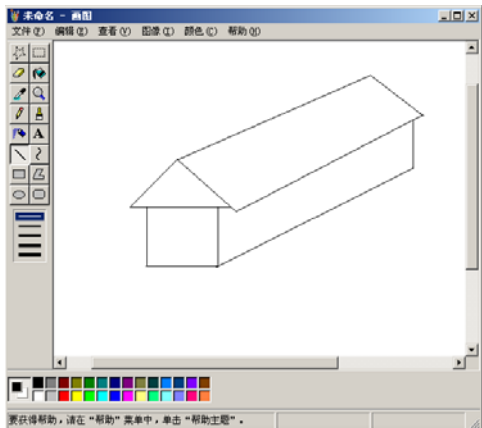 未命名 - 画图
文件(F) 编辑(E) 查看(V) 图像(I) 颜色(C) 帮助(H)
A
要获得帮助，请在“帮助”菜单中，单击“帮助主题”。